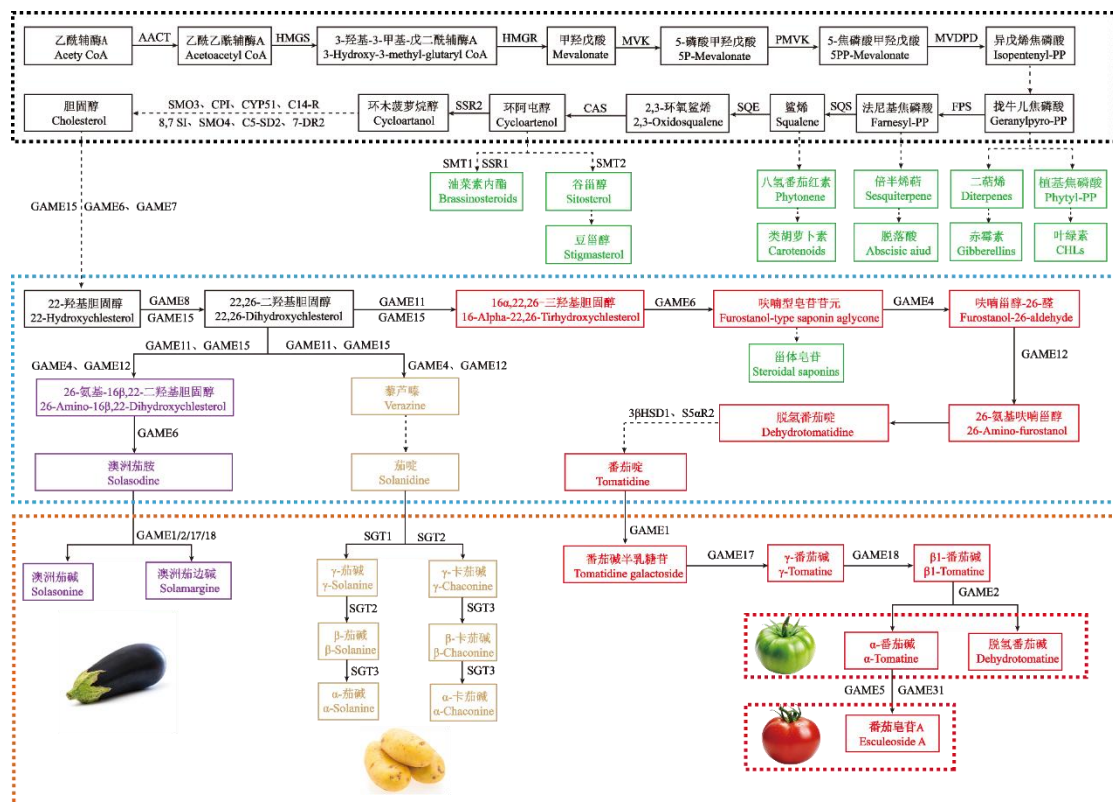 乙酰辅酶A
Acety CoA
AACT
乙酰乙酰辅酶A
Acetoacetyl CoA
HMGS
3-羟基-3-甲基-戊二酰辅酶A
3-Hydroxy-3-methyl-glutaryl CoA
HMGR
甲羟戊酸
Mevalonate
MVK
5-磷酸甲羟戊酸
5P-Mevalonate
PMVK
5-焦磷酸甲羟戊酸
5PP-Mevalonate
MVDPD
异戊烯焦磷酸
Isopentenyl-PP
胆固醇
Cholesterol
SMO3、CPI、CYP51、C14-R
8,7 SI、SMO4、C5-SD2、7-DR2
环木菠萝烷醇
Cycloartanol
SSR2
环阿屯醇
Cycloartenol
CAS
2,3-环氧鲨烯
2,3-Oxidosqualene
SQE
鲨烯
Squalene
SQS
法尼基焦磷酸
Farnesyl-PP
FPS
拢牛儿焦磷酸
Geranylpyro-PP
SMT1
SSR1
SMT2
油菜素内酯
Brassinosteroids
谷甾醇
Sitosterol
八氢番茄红素
Phytonene
倍半烯萜
Sesquiterpene
二萜烯
Diterpenes
植基焦磷酸
Phytyl-PP
豆甾醇
Stigmasterol
类胡萝卜素
Carotenoids
脱落酸
Abscisic aiud
赤霉素
Gibberellins
叶绿素
CHLs
GAME15
GAME6、GAME7
22-羟基胆固醇
22-Hydroxychlesterol
GAME8
GAME15
22,26-二羟基胆固醇
22,26-Dihydroxychlesterol
GAME11
GAME15
16α,22,26-三羟基胆固醇
16-Alpha-22,26-Tirhydroxychlesterol
GAME6
呋喃型皂苷苷元
Furostanol-type saponin aglycone
GAME4
呋喃甾醇-26-醛
Furostanol-26-aldehyde
GAME11、GAME15
GAME11、GAME15
GAME4、GAME12
GAME4、GAME12
GAME12
甾体皂苷
Steroidal saponins
26-氨基-16β,22-二羟基胆固醇
26-Amino-16β,22-Dihydroxychlesterol
藜芦嗪
Verazine
3βHSD1、S5αR2
脱氢番茄啶
Dehydrotomatidine
26-氨基呋喃甾醇
26-Amino-furostanol
GAME6
澳洲茄胺
Solasodine
茄啶
Solanidine
番茄啶
Tomatidine
GAME1/2/17/18
SGT1
SGT2
GAME1
澳洲茄碱
Solasonine
澳洲茄边碱
Solamargine
γ-茄碱
γ-Solanine
γ-卡茄碱
γ-Chaconine
番茄碱半乳糖苷
Tomatidine galactoside
GAME17
γ-番茄碱
γ-Tomatine
GAME18
β1-番茄碱
β1-Tomatine
SGT2
SGT3
GAME2
β-茄碱
β-Solanine
β-卡茄碱
β-Chaconine
α-番茄碱
α-Tomatine
脱氢番茄碱
Dehydrotomatine
SGT3
SGT3
GAME5
GAME31
α-茄碱
α-Solanine
α-卡茄碱
α-Chaconine
番茄皂苷A
Esculeoside A